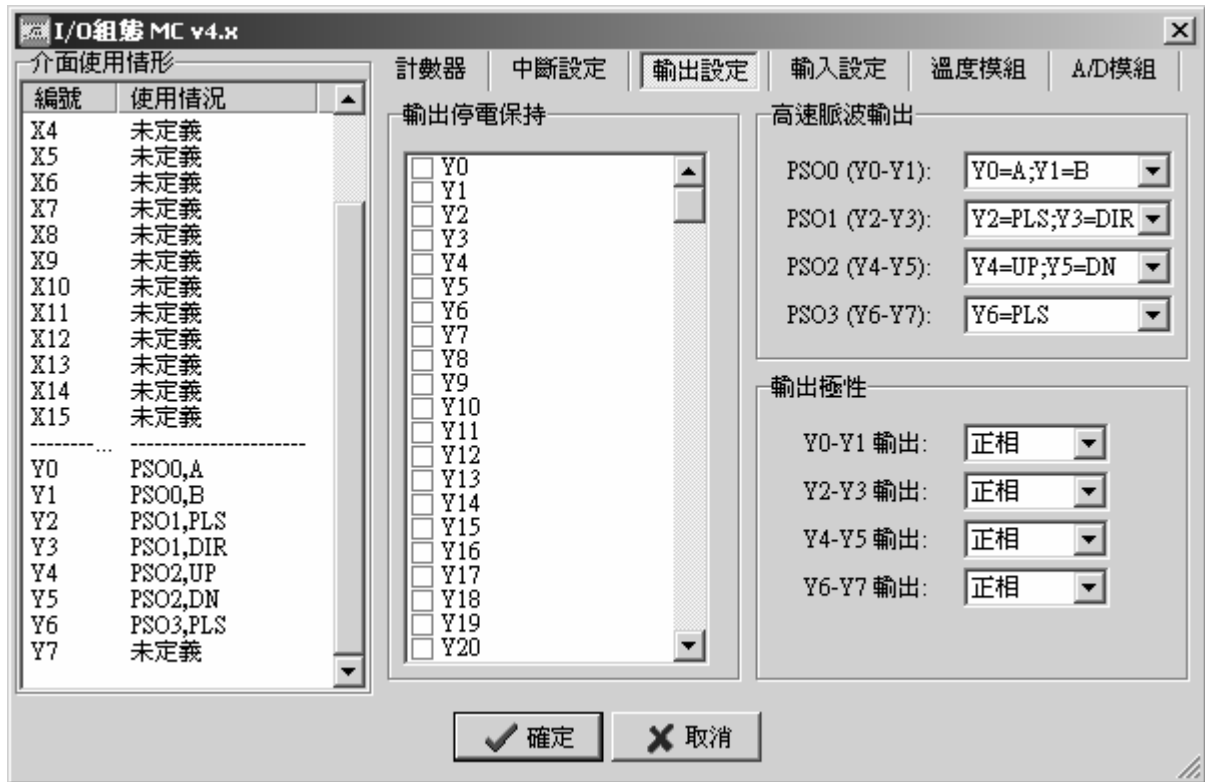 I/O組態 MC v4.x
介面使用情形
編號 使用情況
X4 未定義
X5 未定義
X6 未定義
X7 未定義
X8 未定義
X9 未定義
X10 未定義
X11 未定義
X12 未定義
X13 未定義
X14 未定義
X15 未定義
--------... ----------------------
Y0 PSO0,A
Y1 PSO0,B
Y2 PSO1,PLS
Y3 PSO1,DIR
Y4 PSO2,UP
Y5 PSO2,DN
Y6 PSO3,PLS
Y7 未定義
計數器 中斷設定 輸出設定 輸入設定 溫度模組 A/D模組
輸出停電保持
Y0
Y1
Y2
Y3
Y4
Y5
Y6
Y7
Y8
Y9
Y10
Y11
Y12
Y13
Y14
Y15
Y16
Y17
Y18
Y19
Y20
高速脈波輸出
PSO0 (Y0-Y1): Y0=A;Y1=B
PSO1 (Y2-Y3): Y2=PLS;Y3=DIR
PSO2 (Y4-Y5): Y4=UP;Y5=DN
PSO3 (Y6-Y7): Y6=PLS
輸出極性
Y0-Y1 輸出: 正相
Y2-Y3 輸出: 正相
Y4-Y5 輸出: 正相
Y6-Y7 輸出: 正相
確定 取消